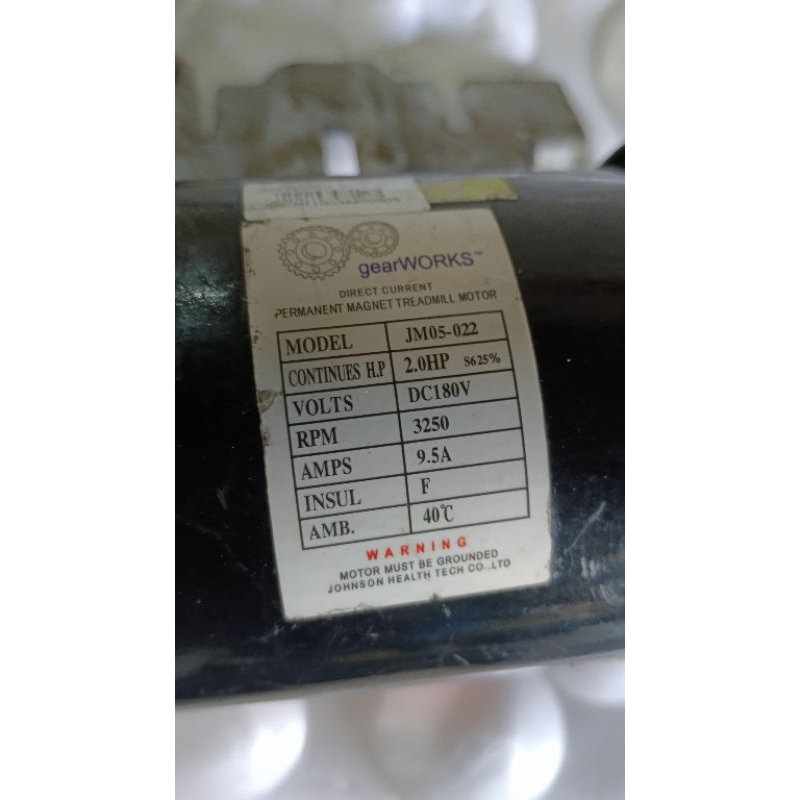 gearWORKS™
DIRECT CURRENT
PERMANENT MAGNET TREADMILL MOTOR
MODEL JM05-022
CONTINUES H.P 2.0HP S625%
VOLTS DC180V
RPM 3250
AMPS 9.5A
INSUL F
AMB. 40℃
WARNING
MOTOR MUST BE GROUNDED
JOHNSON HEALTH TECH CO.,LTD